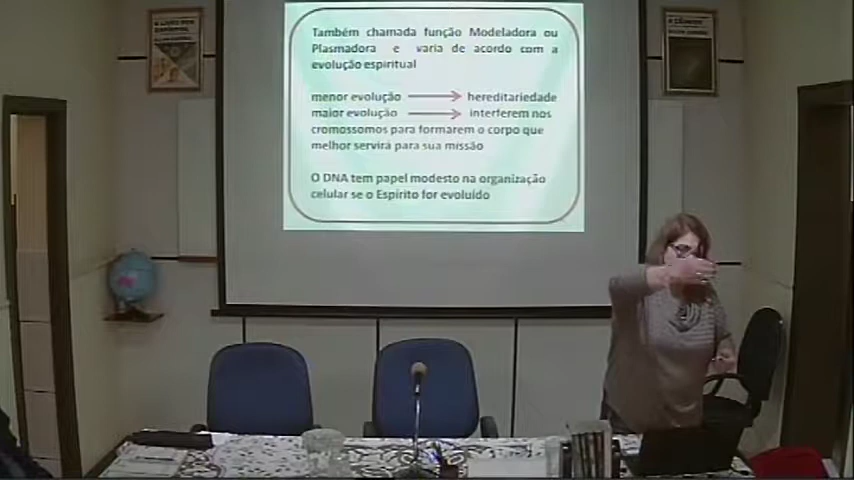 Também chamada função Modeladora ou
Plasmadora e varia de acordo com a
evolução espiritual
menor evolução hereditariedade
maior evolução interferem nos
cromossomos para formarem o corpo que
melhor servirá para sua missão
O DNA tem papel modesto na organização
celular se o Espírito for evoluído